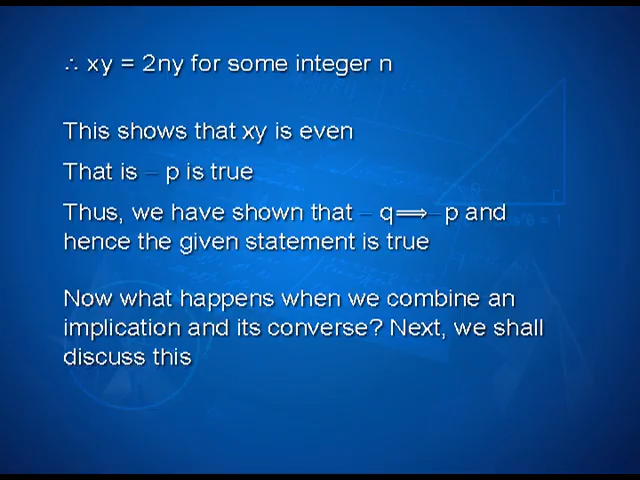 ∴ xy = 2ny for some integer n
This shows that xy is even
That is – p is true
Thus, we have shown that – q⟹– p and
hence the given statement is true
Now what happens when we combine an
implication and its converse? Next, we shall
discuss this